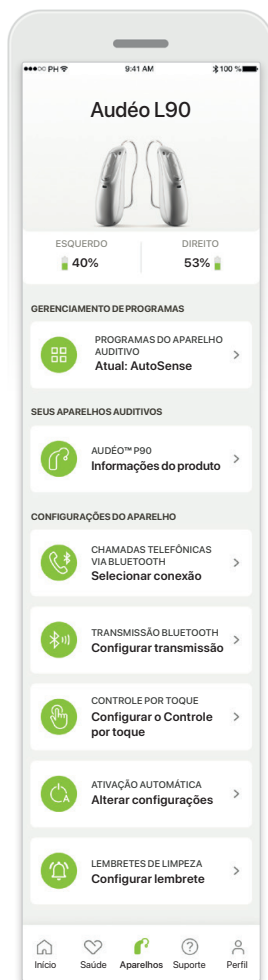 PH 9:41 AM 100 %
Audéo L90
ESQUERDO DIREITO
40% 53%
GERENCIAMENTO DE PROGRAMAS
PROGRAMAS DO APARELHO
AUDITIVO
Atual: AutoSense
SEUS APARELHOS AUDITIVOS
AUDÉO™ P90
Informações do produto
CONFIGURAÇÕES DO APARELHO
CHAMADAS TELEFÔNICAS
VIA BLUETOOTH
Selecionar conexão
TRANSMISSÃO BLUETOOTH
Configurar transmissão
CONTROLE POR TOQUE
Configurar o Controle
por toque
ATIVAÇÃO AUTOMÁTICA
Alterar configurações
LEMBRETES DE LIMPEZA
Configurar lembrete
Início Saúde Aparelhos Suporte Perfil